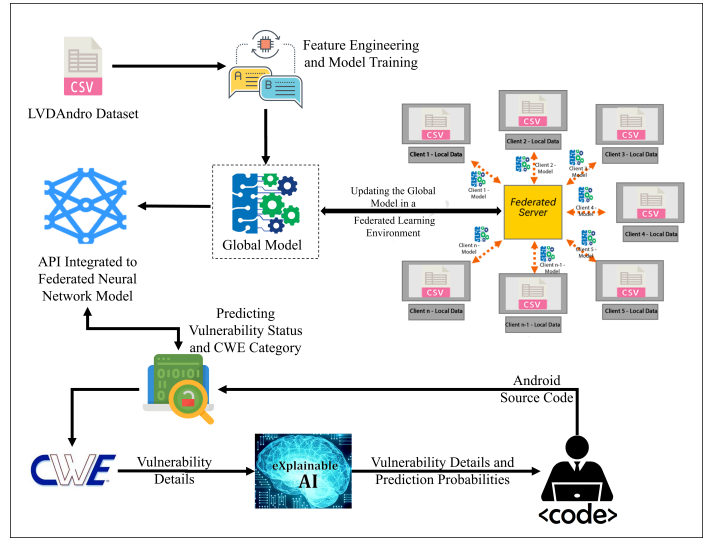 Feature Engineering
and Model Training
CSV
LVDAndro Dataset
A
B
CSV
Client 1 - Local Data
CSV
Client 2 - Local Data
CSV
Client 3 - Local Data
Client 1 -
Model
Client 2 -
Model
Client 3
Model
Federated
Server
CSV
Client 4 - Local Data
Client 4 -
Model
Updating the Global
Model in a
Federated Learning
Environment
Global Model
Client n -
Model
Client n-1 -
Model
Client 5 -
Model
CSV
Client n - Local Data
CSV
Client n-1 - Local Data
CSV
Client 5 - Local Data
API Integrated to
Federated Neural
Network Model
Predicting
Vulnerability Status
and CWE Category
Android
Source Code
CWE
Vulnerability
Details
eXplainable
AI
Vulnerability Details and
Prediction Probabilities
<code>